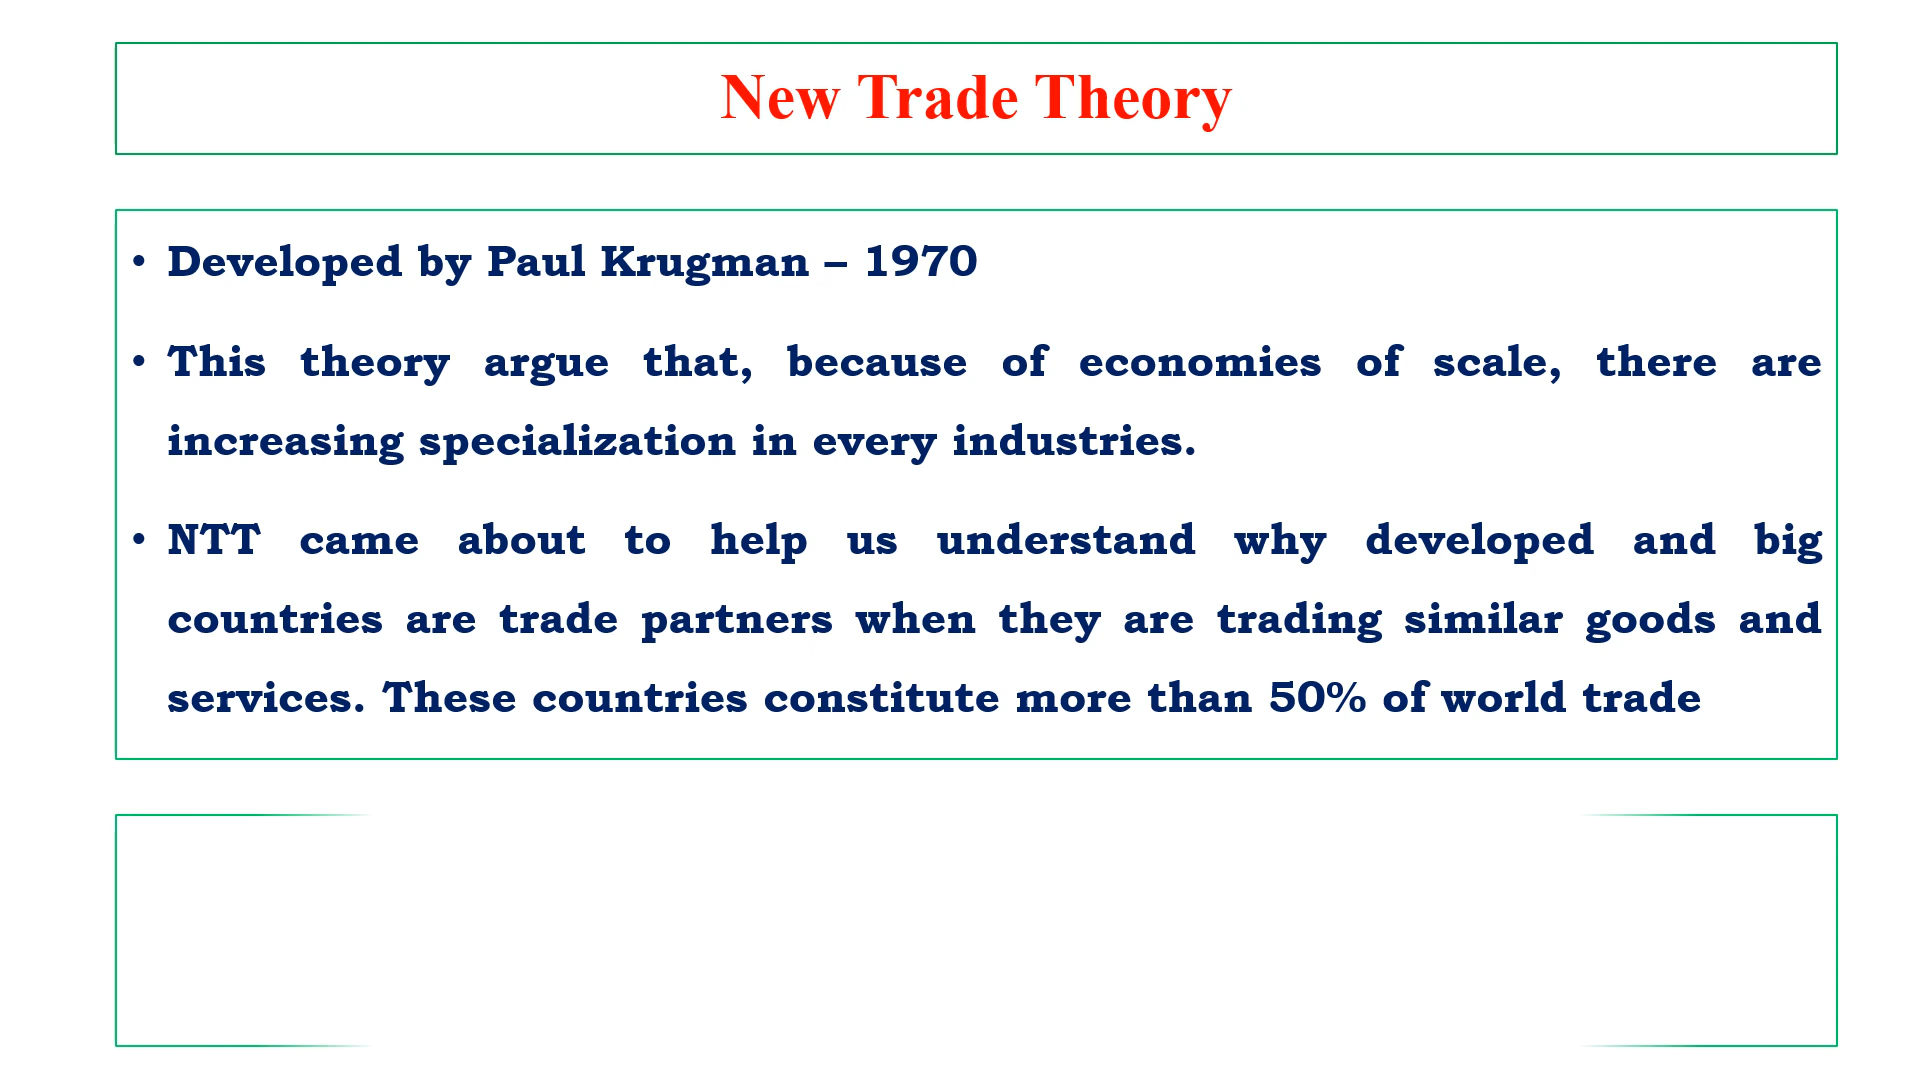 New Trade Theory
• Developed by Paul Krugman – 1970
• This theory argue that, because of economies of scale, there are
increasing specialization in every industries.
• NTT came about to help us understand why developed and big
countries are trade partners when they are trading similar goods and
services. These countries constitute more than 50% of world trade